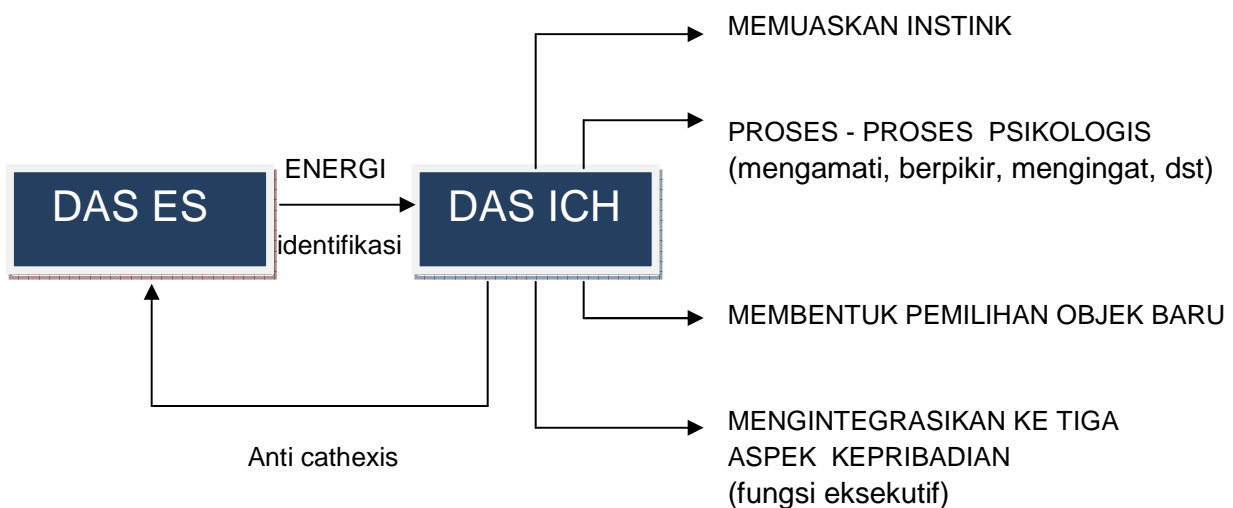 MEMUASKAN INSTINK
PROSES - PROSES PSIKOLOGIS
(mengamati, berpikir, mengingat, dst)
ENERGI
DAS ES
DAS ICH
identifikasi
MEMBENTUK PEMILIHAN OBJEK BARU
MENGINTEGRASIKAN KE TIGA
ASPEK KEPRIBADIAN
(fungsi eksekutif)
Anti cathexis